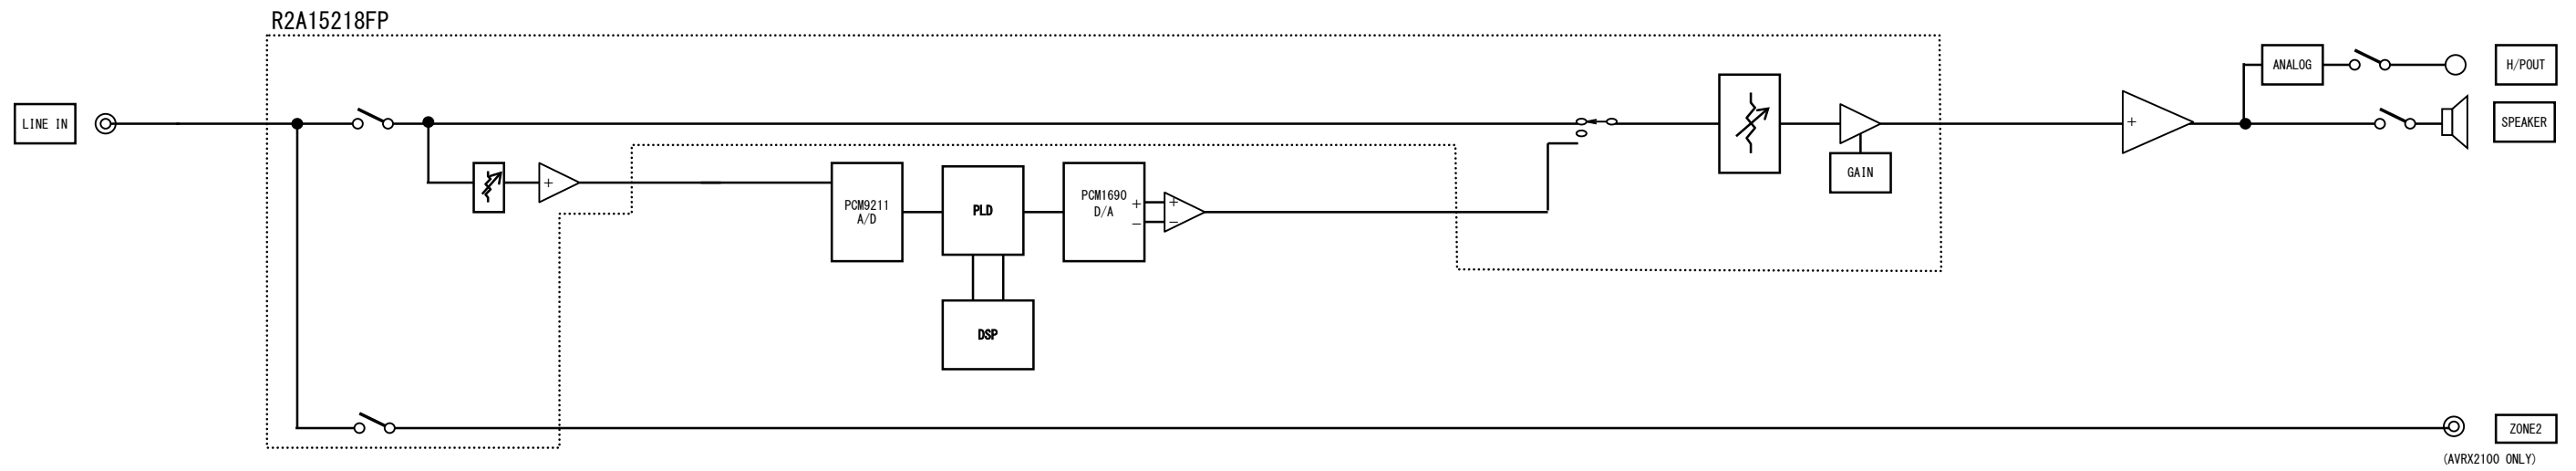 R2A15218FP
LINE IN
ANALOG
H/POUT
SPEAKER
GAIN
+
+
PCM9211
A/D
PLD
PCM1690
D/A
+
−
+
−
DSP
ZONE2
(AVRX2100 ONLY)